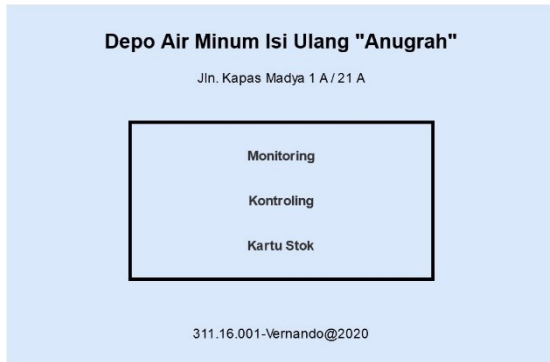 Depo Air Minum Isi Ulang "Anugrah"
Jln. Kapas Madya 1 A / 21 A
Monitoring
Kontroling
Kartu Stok
311.16.001-Vernando@2020